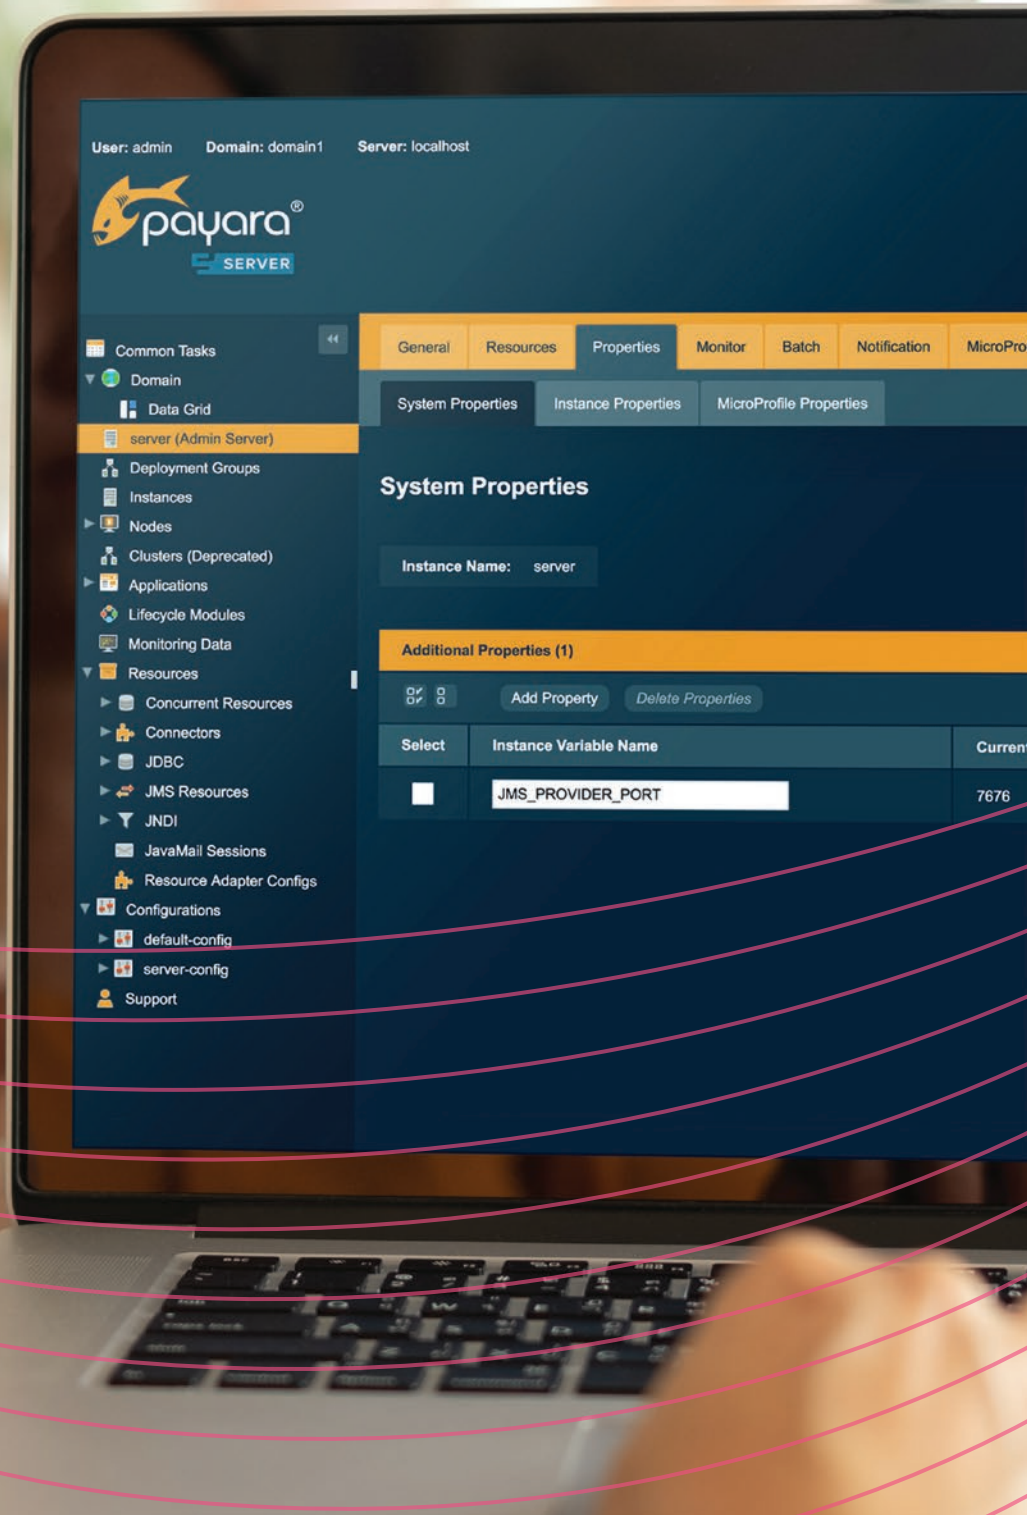 User: admin Domain: domain1 Server: localhost
payara®
SERVER
Common Tasks
Domain
Data Grid
server (Admin Server)
Deployment Groups
Instances
Nodes
Clusters (Deprecated)
Applications
Lifecycle Modules
Monitoring Data
Resources
Concurrent Resources
Connectors
JDBC
JMS Resources
JNDI
JavaMail Sessions
Resource Adapter Configs
Configurations
default-config
server-config
Support
General Resources Properties Monitor Batch Notification MicroPro
System Properties Instance Properties MicroProfile Properties
System Properties
Instance Name: server
Additional Properties (1)
Add Property Delete Properties
Select Instance Variable Name Current
JMS_PROVIDER_PORT 7676